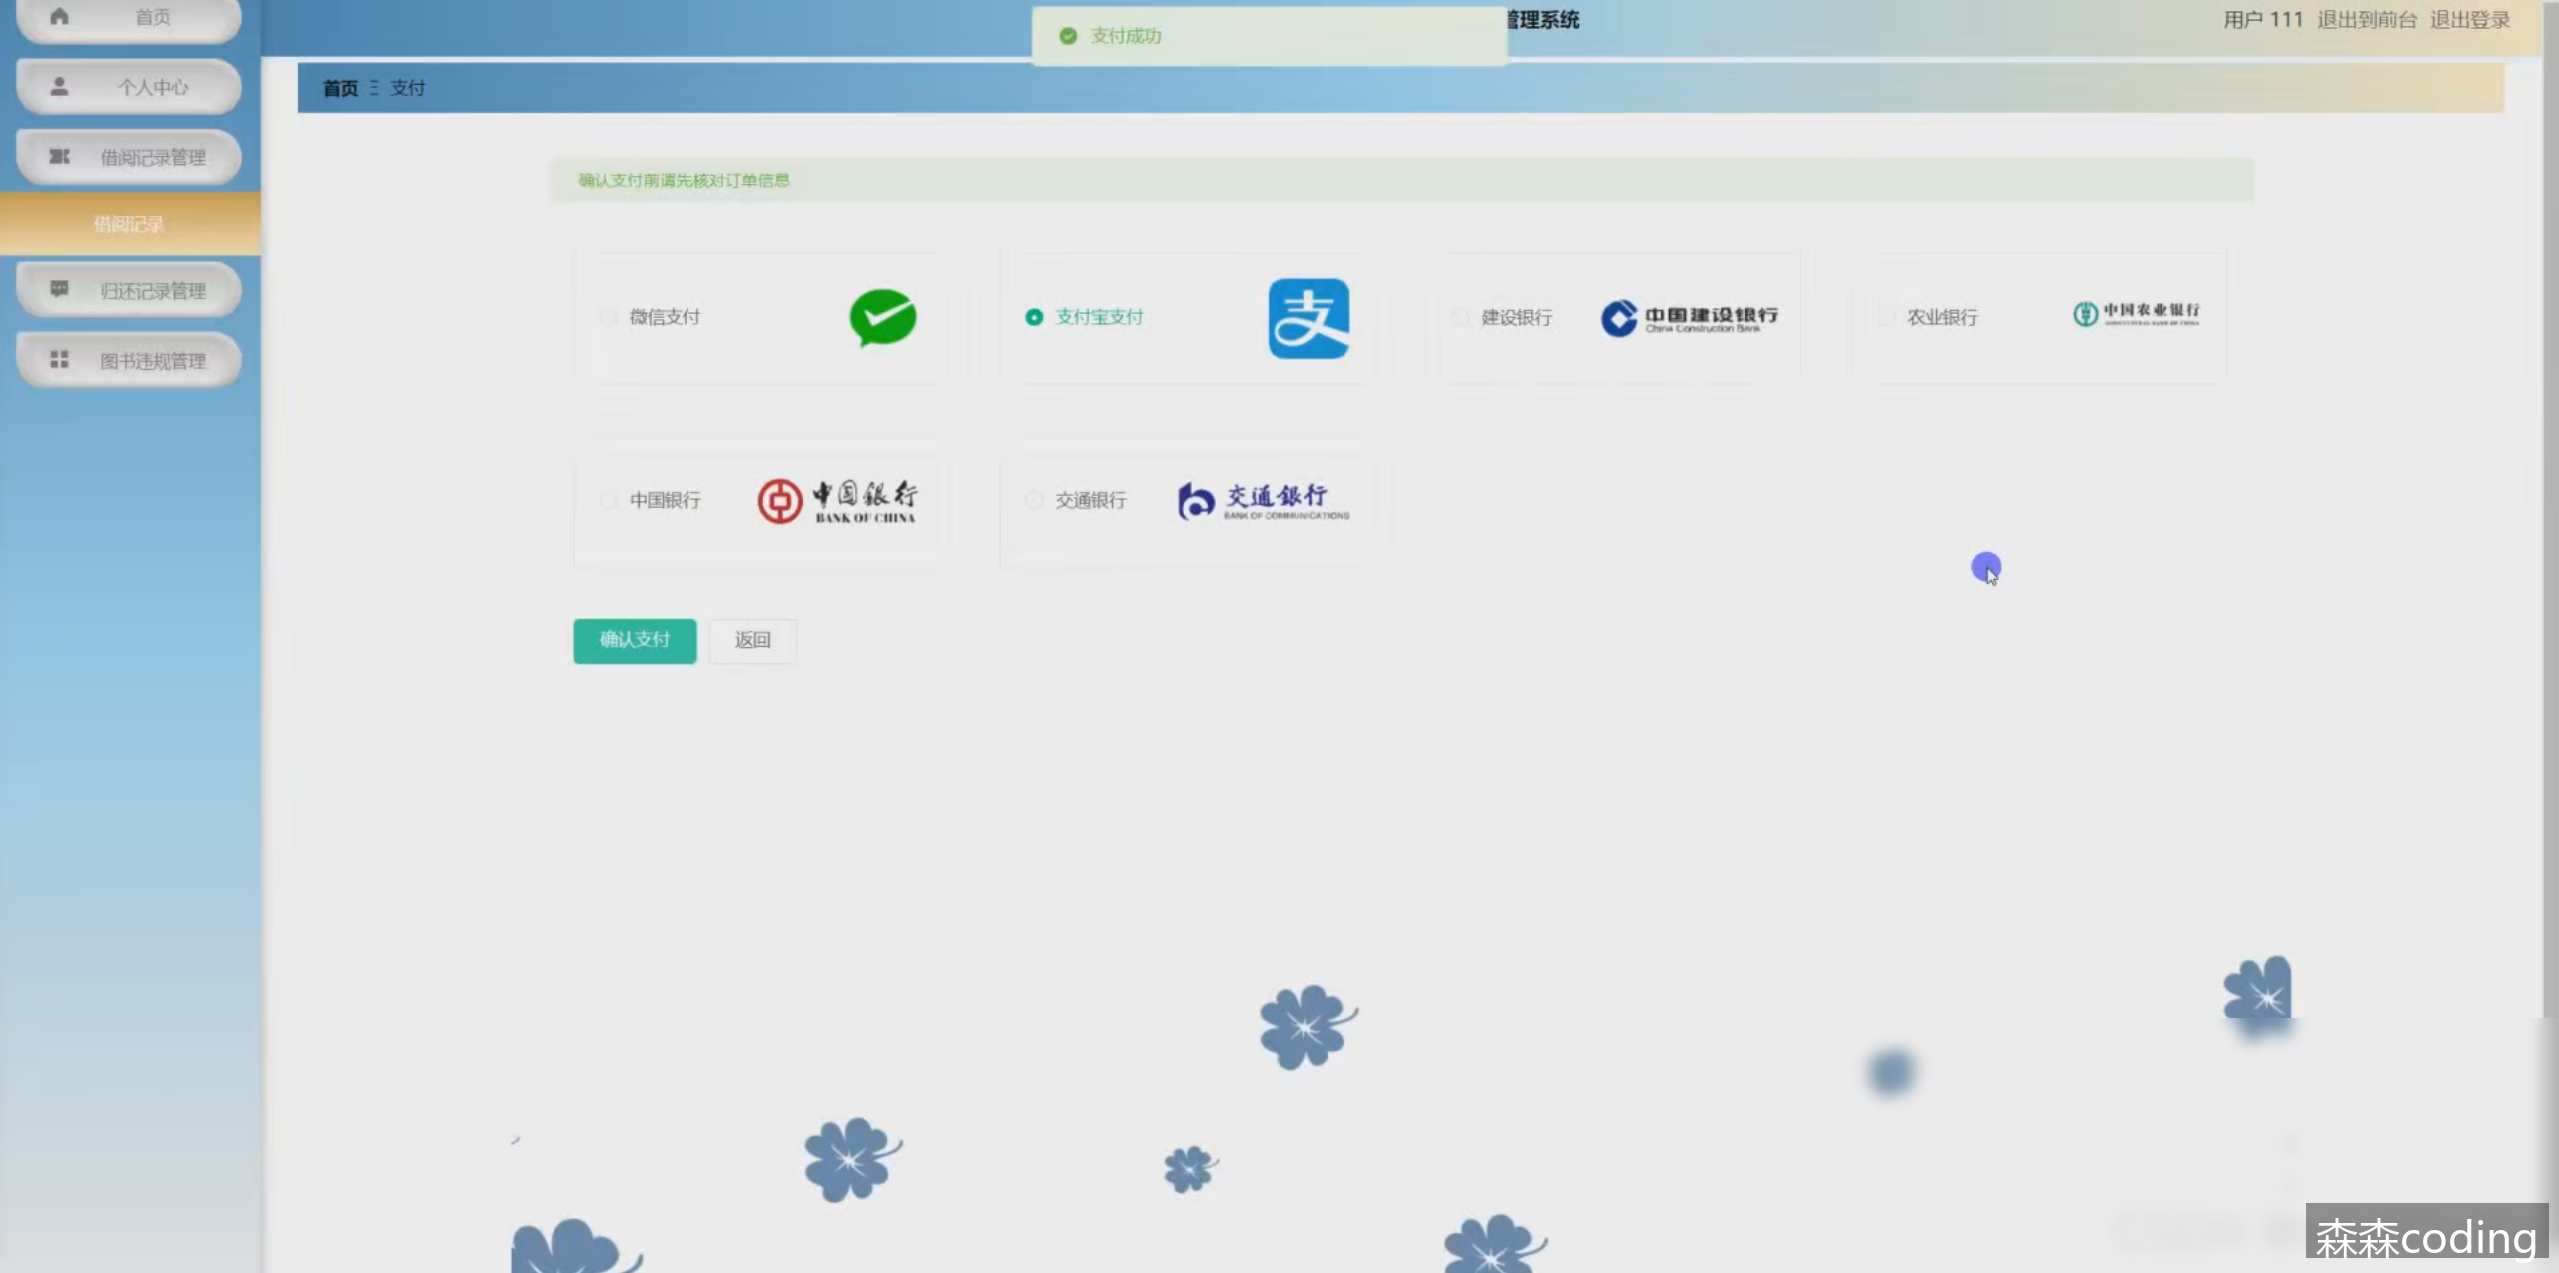 首页
个人中心
借阅记录管理
借阅记录
归还记录管理
图书违规管理
支付成功
管理系统
用户 111 退出到前台 退出登录
首页 支付
确认支付前请先核对订单信息
微信支付
支付宝支付
支
建设银行
中国建设银行
China Construction Bank
农业银行
中国农业银行
AGRICULTURAL BANK OF CHINA
中国银行
中国银行
BANK OF CHINA
交通银行
交通银行
BANK OF COMMUNICATIONS
确认支付
返回
森森coding